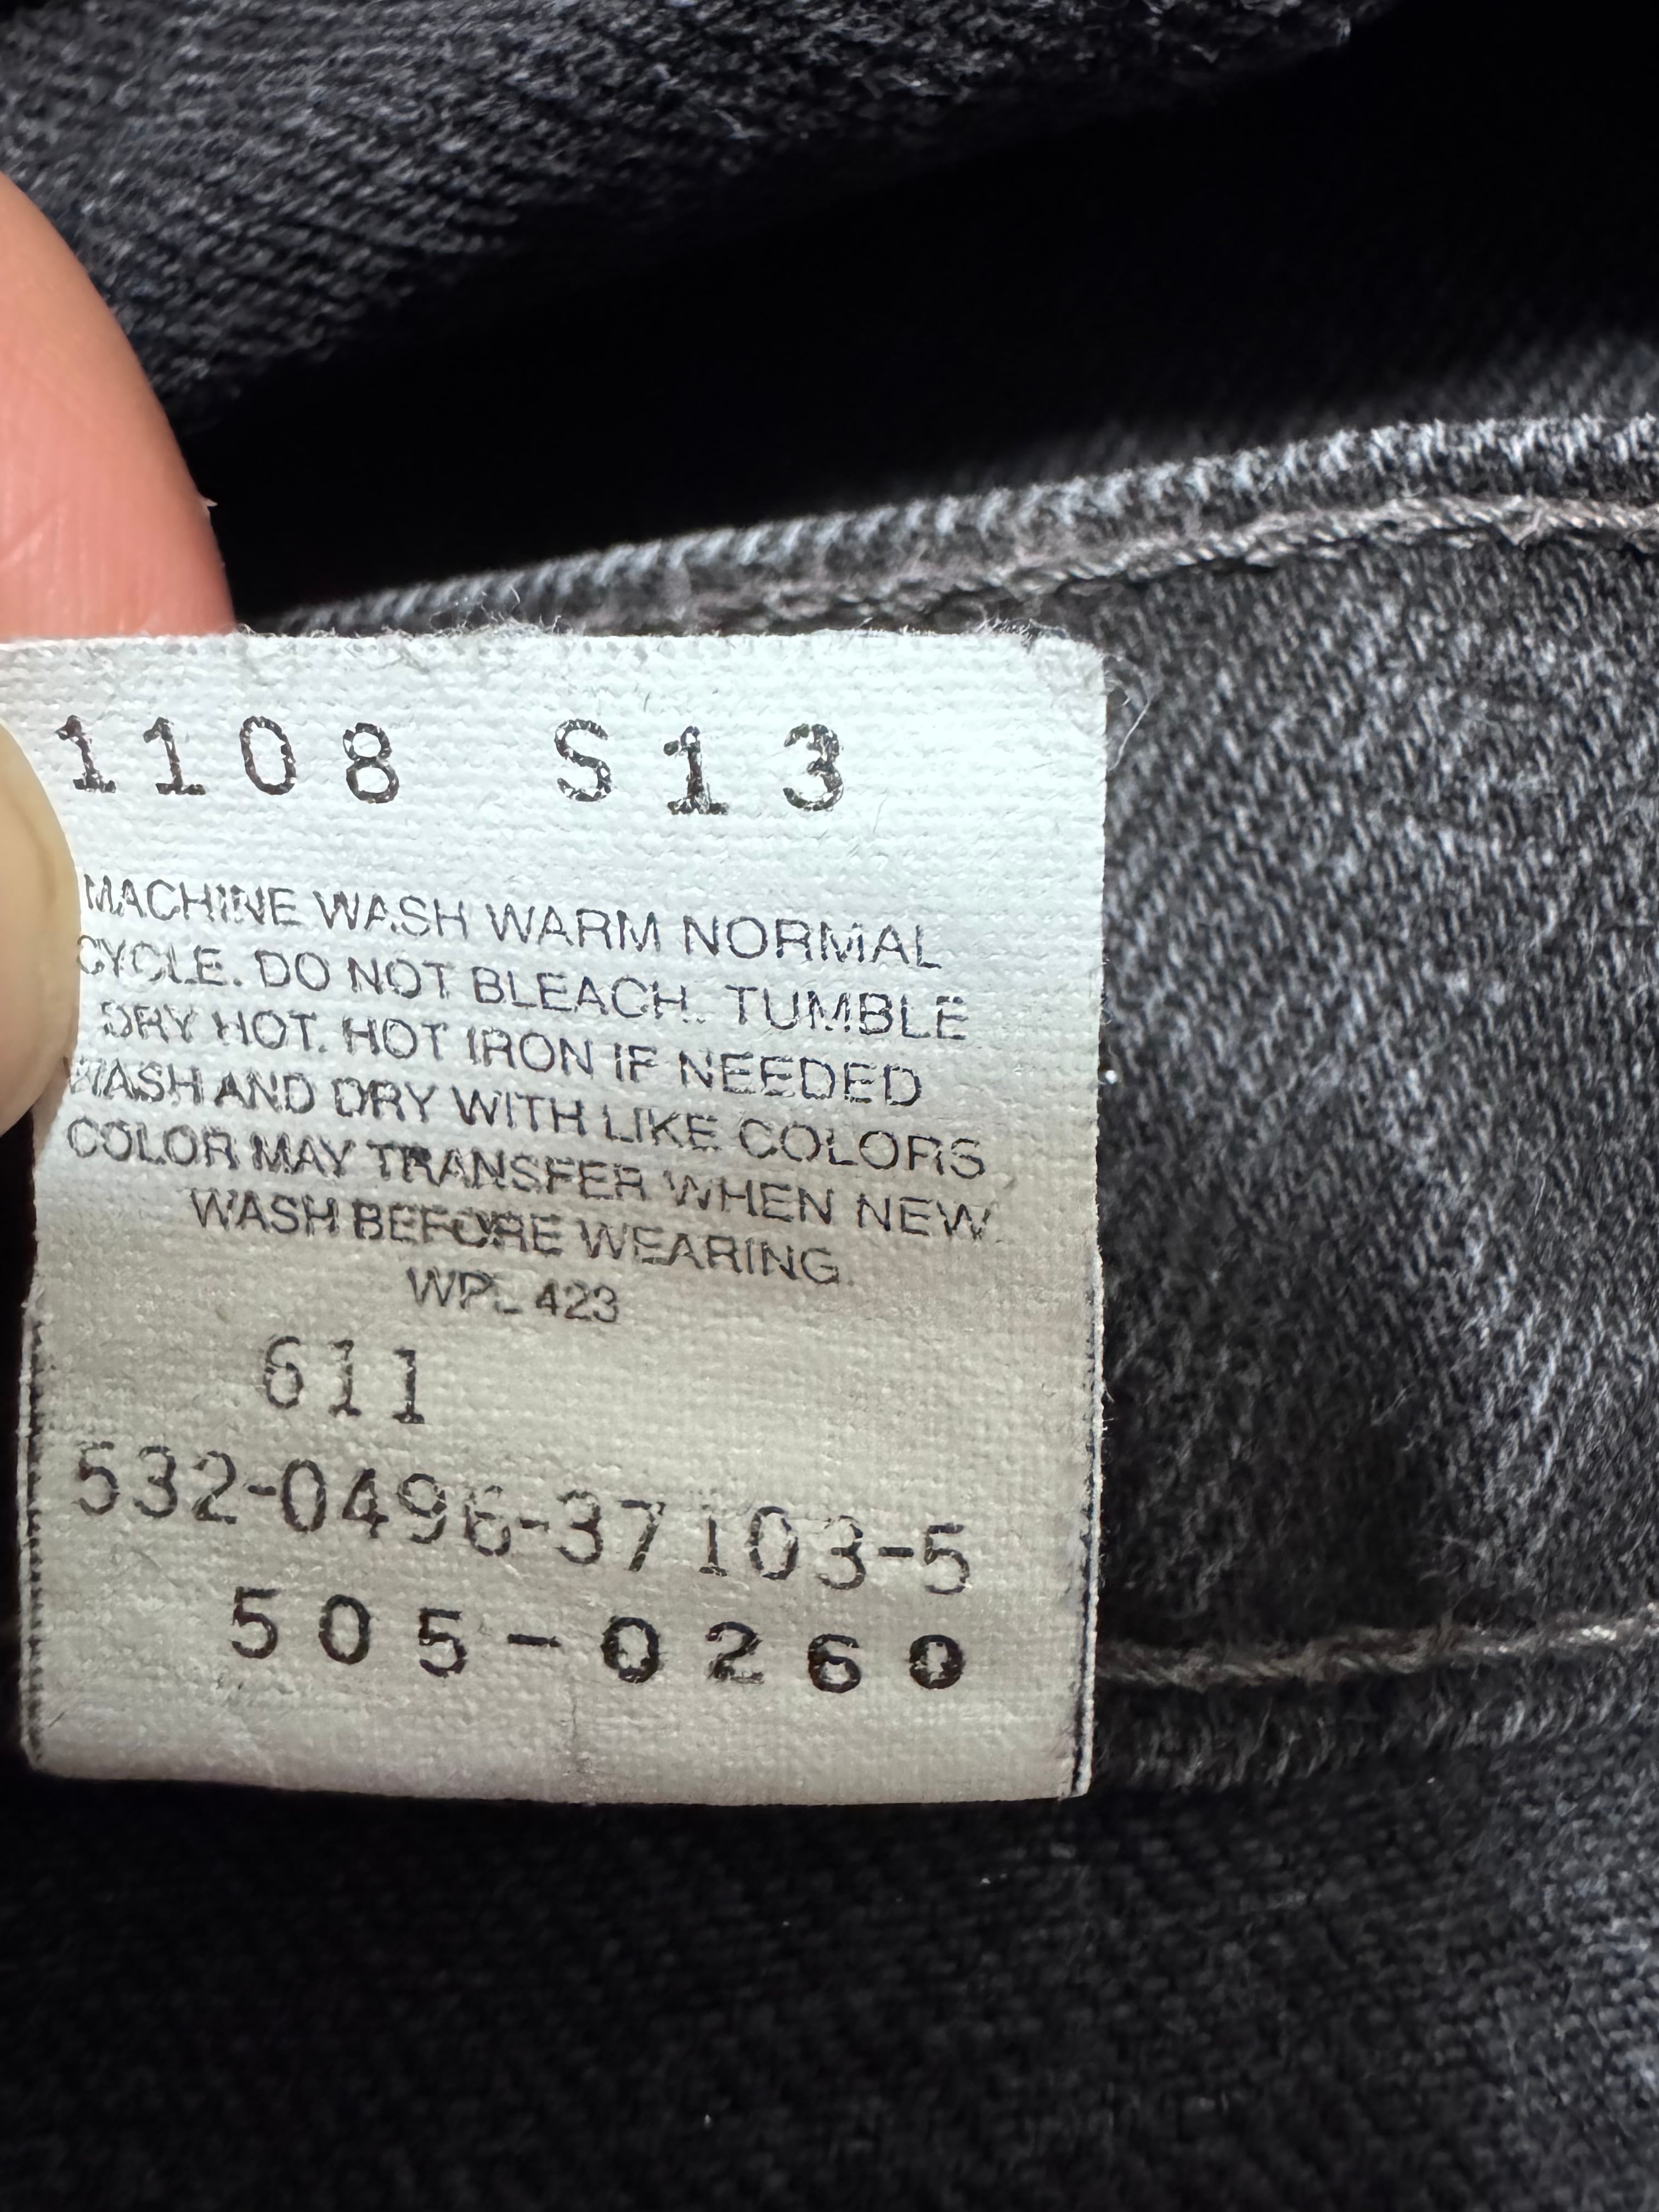 1108 S13
MACHINE WASH WARM NORMAL
CYCLE. DO NOT BLEACH. TUMBLE
DRY HOT. HOT IRON IF NEEDED
WASH AND DRY WITH LIKE COLORS
COLOR MAY TRANSFER WHEN NEW
WASH BEFORE WEARING.
WPL 423
611
532-0496-37103-5
505-0260